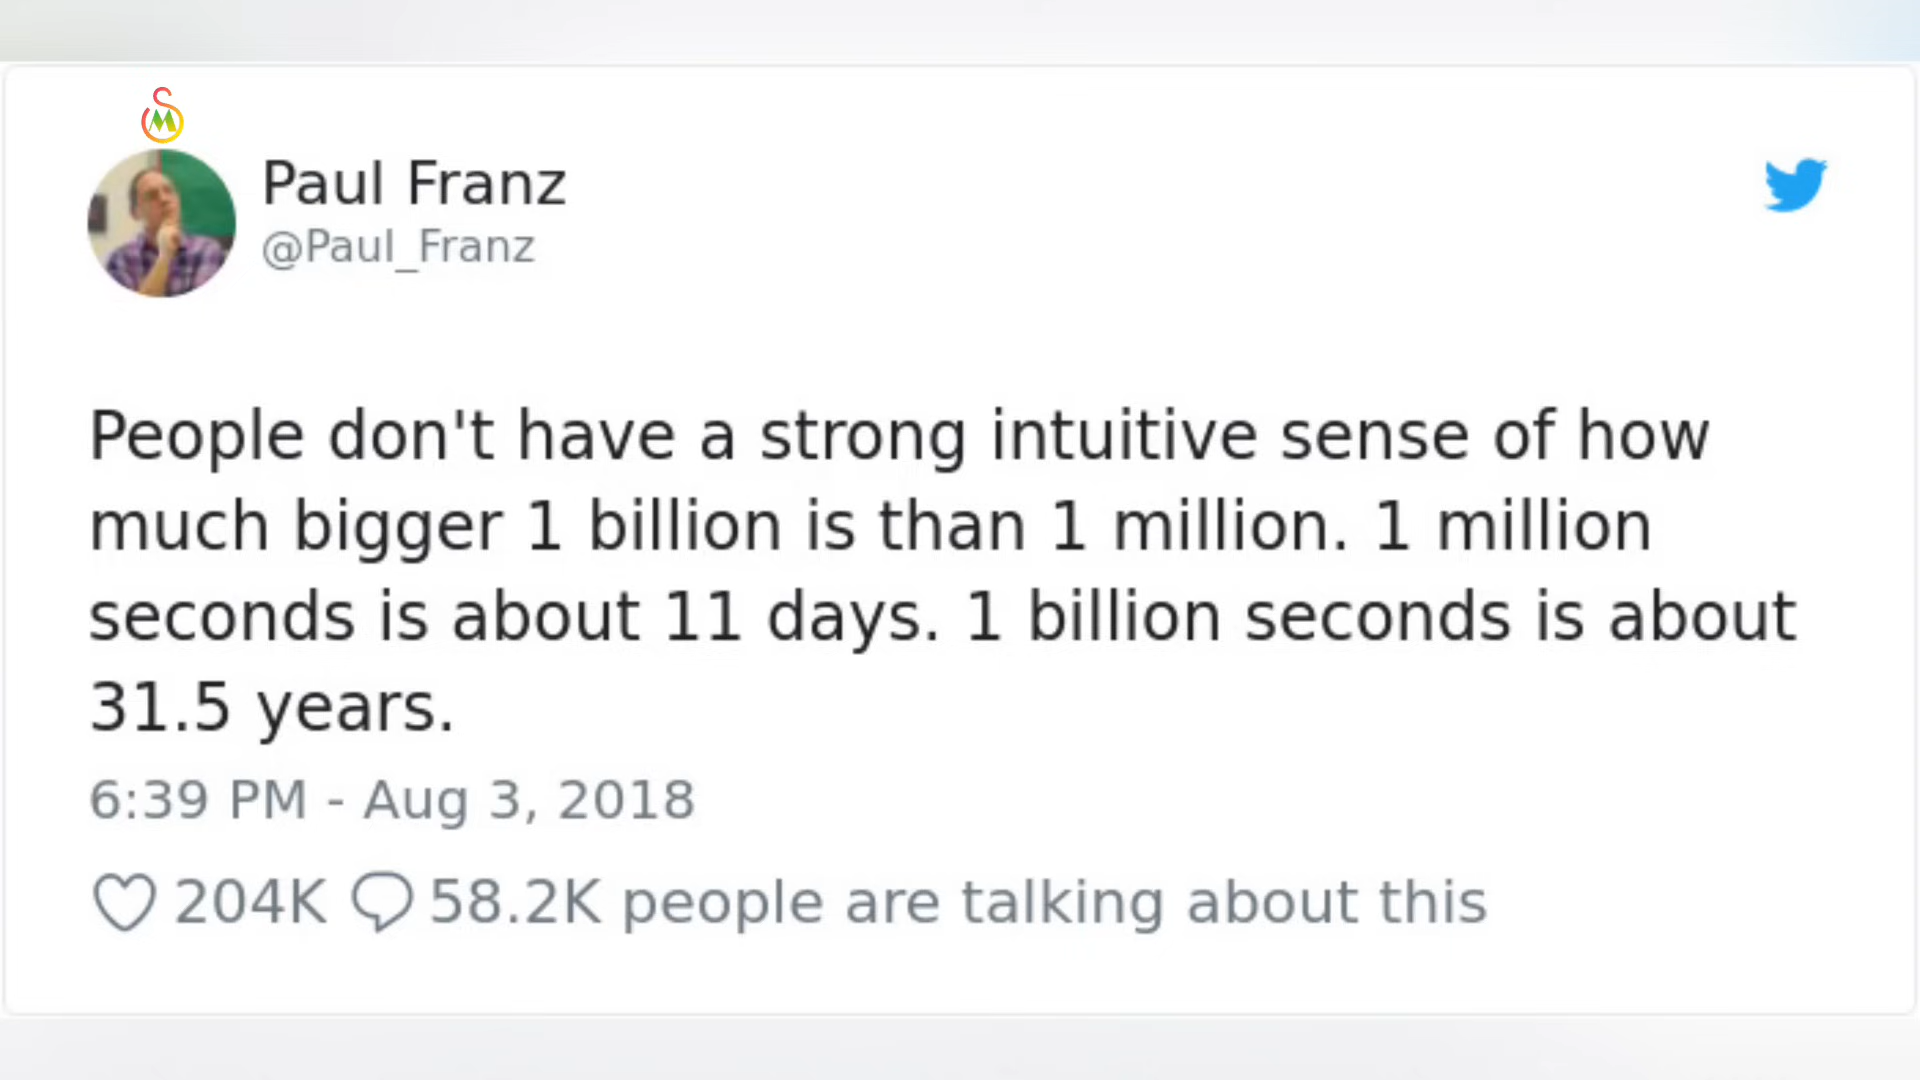 Paul Franz
@Paul_Franz
People don't have a strong intuitive sense of how
much bigger 1 billion is than 1 million. 1 million
seconds is about 11 days. 1 billion seconds is about
31.5 years.
6:39 PM - Aug 3, 2018
204K 58.2K people are talking about this